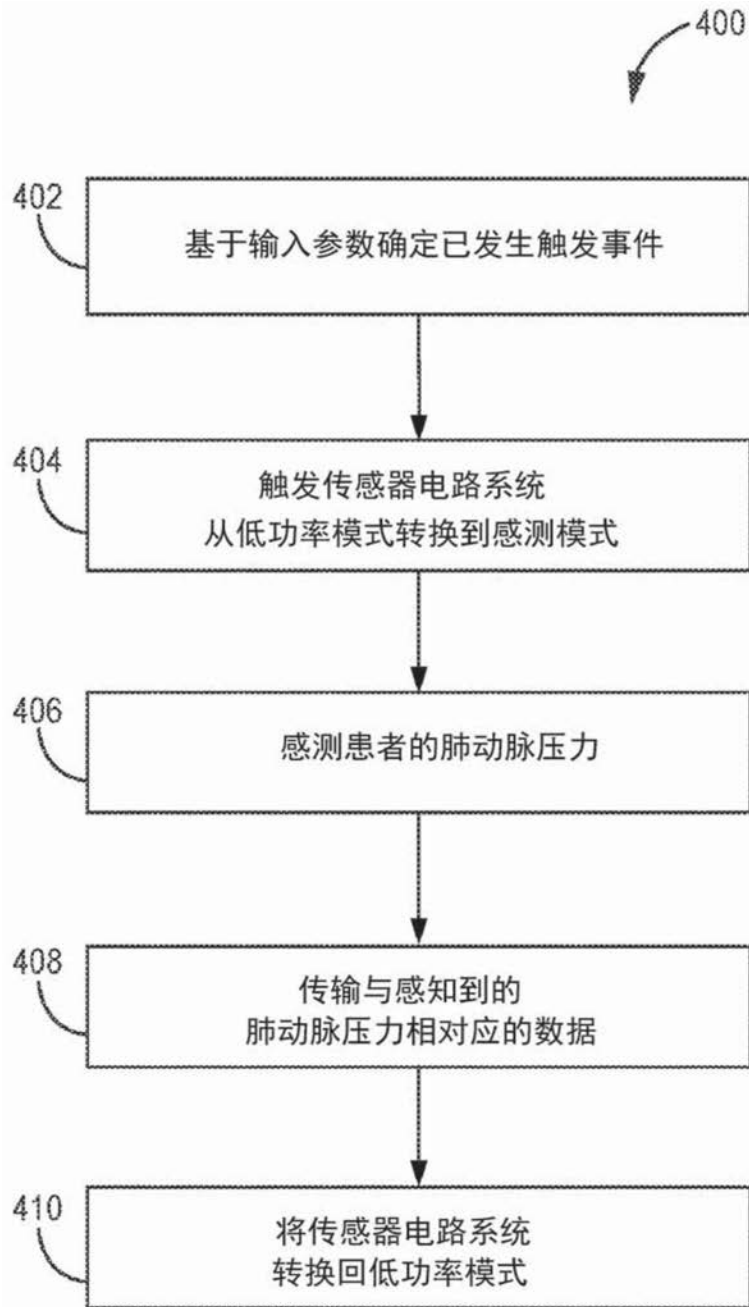 400
402
基于输入参数确定已发生触发事件
404
触发传感器电路系统
从低功率模式转换到感测模式
406
感测患者的肺动脉压力
408
传输与感知到的
肺动脉压力相对应的数据
410
将传感器电路系统
转换回低功率模式